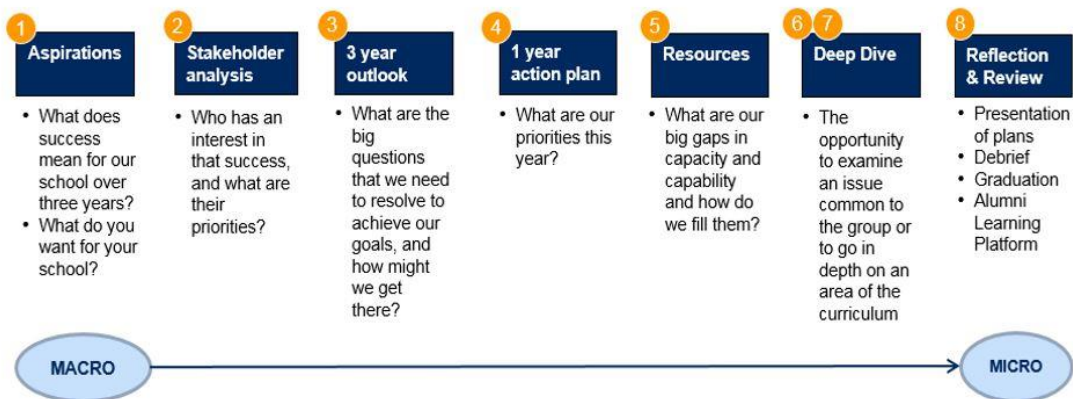 1
Aspirations
• What does
success
mean for our
school over
three years?
• What do you
want for your
school?
2
Stakeholder
analysis
• Who has an
interest in
that success,
and what are
their
priorities?
3
3 year
outlook
• What are the
big
questions
that we need
to resolve to
achieve our
goals, and
how might
we get
there?
4
1 year
action plan
• What are our
priorities this
year?
5
Resources
• What are our
big gaps in
capacity and
capability
and how do
we fill them?
6 7
Deep Dive
• The
opportunity
to examine
an issue
common to
the group or
to go in
depth on an
area of the
curriculum
8
Reflection
& Review
• Presentation
of plans
• Debrief
• Graduation
• Alumni
Learning
Platform
MACRO
MICRO